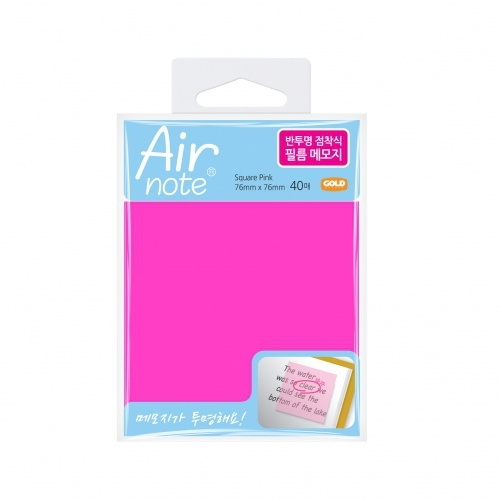 Air
note®
반투명 점착식
필름 메모지
Square Pink
76mm x 76mm 40매
GOLD
The water
was so clear we
could see the
bottom of the lake
메모지가 투명해요!